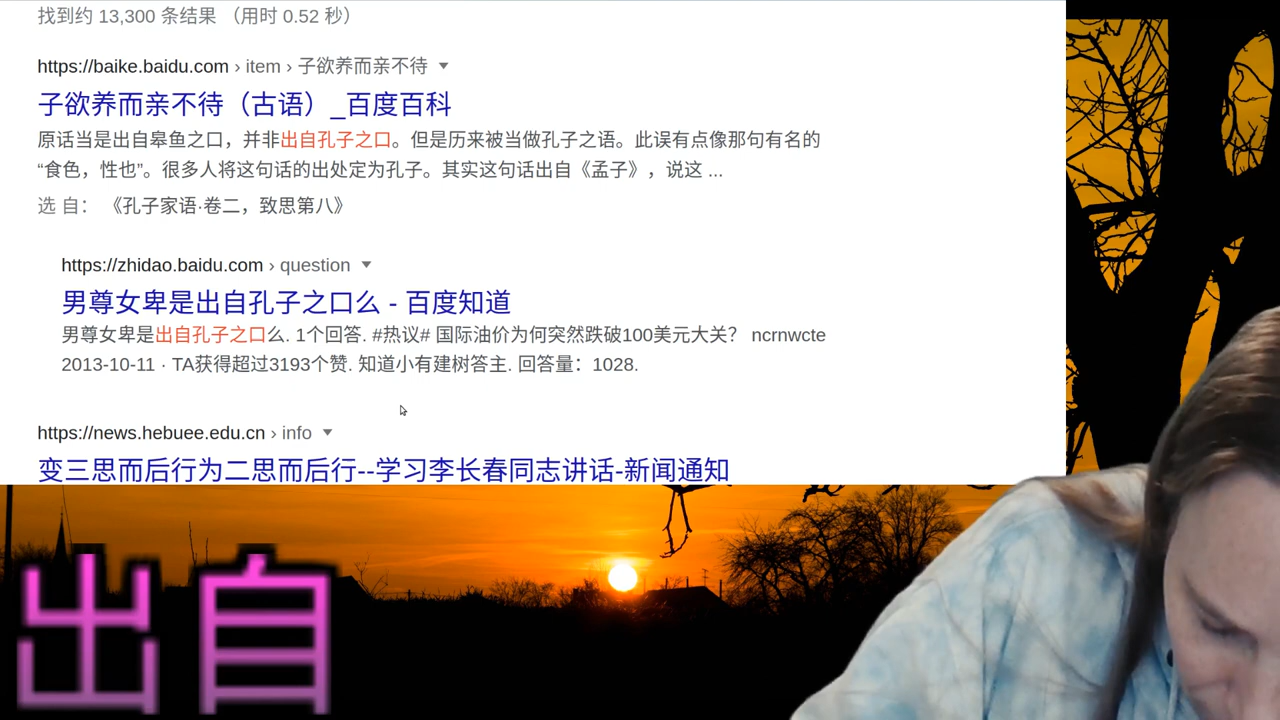 找到约 13,300 条结果 （用时 0.52 秒）
https://baike.baidu.com › item › 子欲养而亲不待
子欲养而亲不待（古语）_百度百科
原话当是出自皋鱼之口，并非出自孔子之口。但是历来被当做孔子之语。此误有点像那句有名的
“食色，性也”。很多人将这句话的出处定为孔子。其实这句话出自《孟子》，说这 ...
选 自： 《孔子家语·卷二，致思第八》
https://zhidao.baidu.com › question
男尊女卑是出自孔子之口么 - 百度知道
男尊女卑是出自孔子之口么. 1个回答. #热议# 国际油价为何突然跌破100美元大关？ ncrnwcte
2013-10-11 · TA获得超过3193个赞. 知道小有建树答主. 回答量：1028.
https://news.hebuee.edu.cn › info
变三思而后行为二思而后行--学习李长春同志讲话-新闻通知
出自